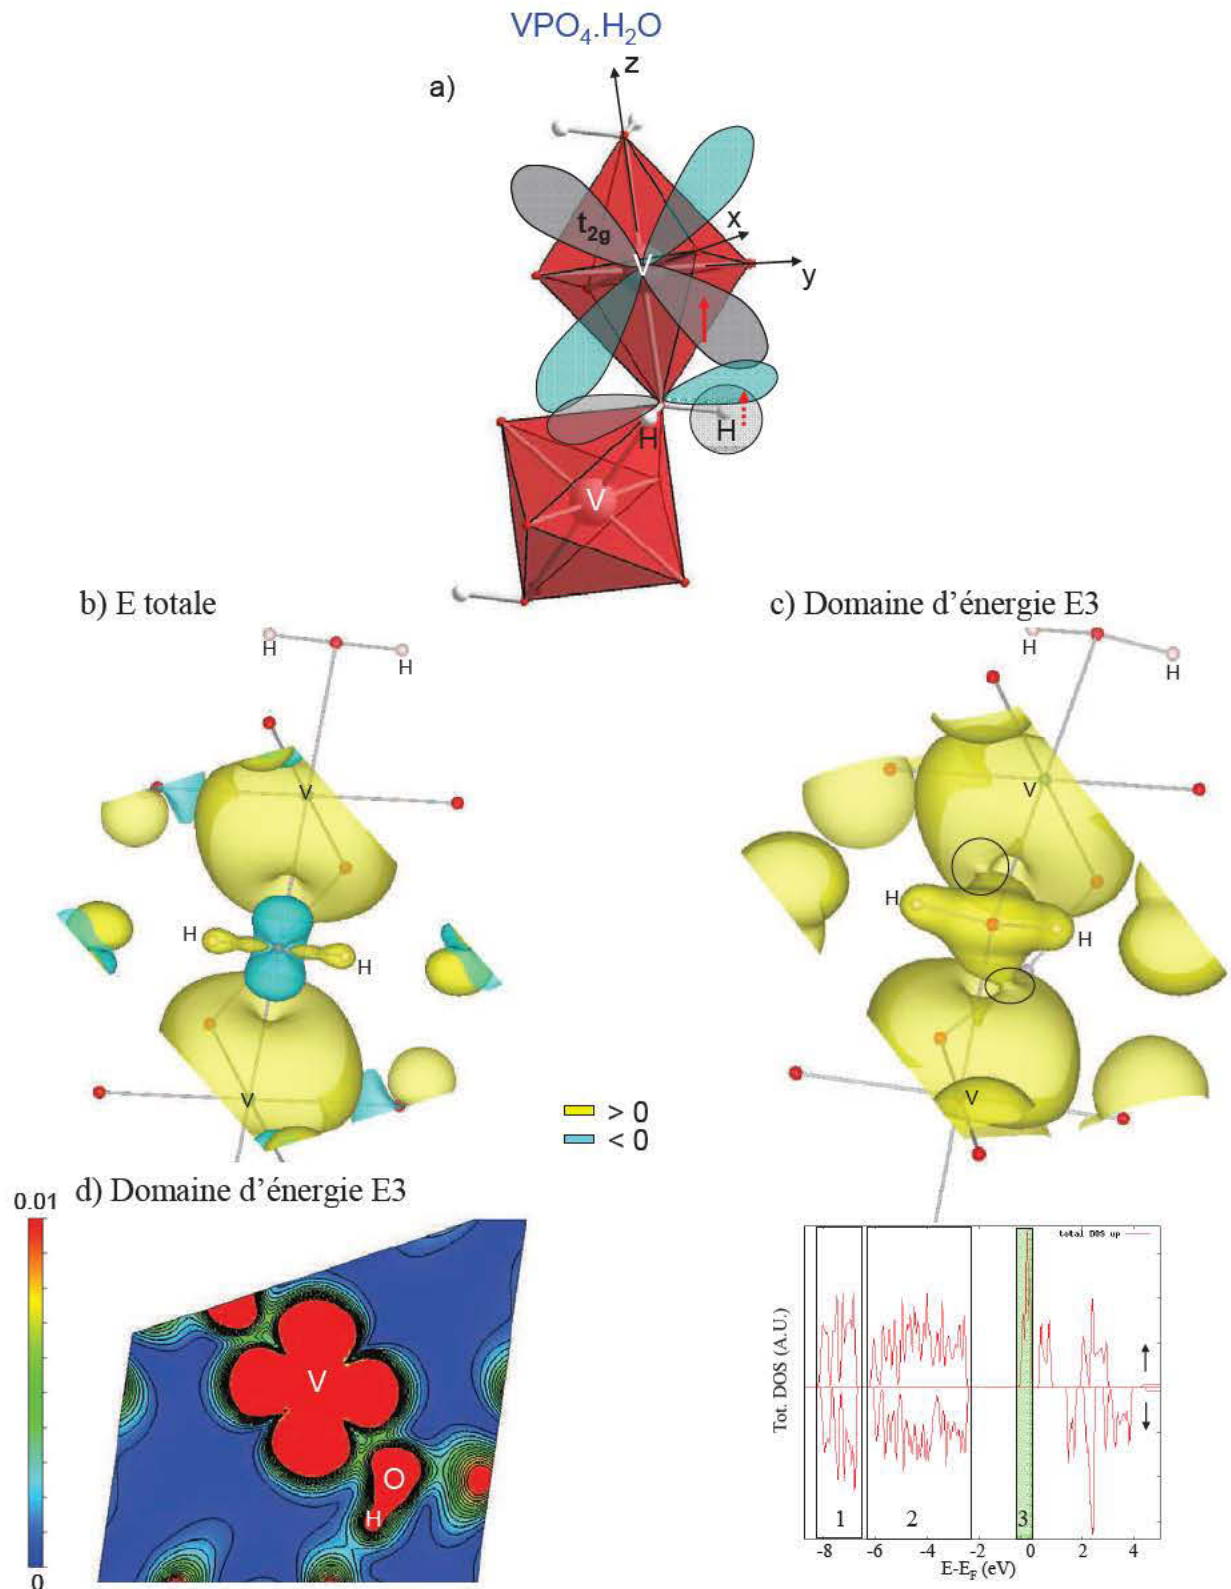 VPO₄.H₂O
a)
z
t₂g
x
V
y
H
H
V
b) E totale
c) Domaine d’énergie E3
H
H
H
H
V
V
H
H
H
H
V
V
> 0
< 0
d) Domaine d’énergie E3
0.01
V
O
H
0
total DOS up
Tot. DOS (A.U.)
1
2
3
-8
-6
-4
-2
0
2
4
E-E_F (eV)